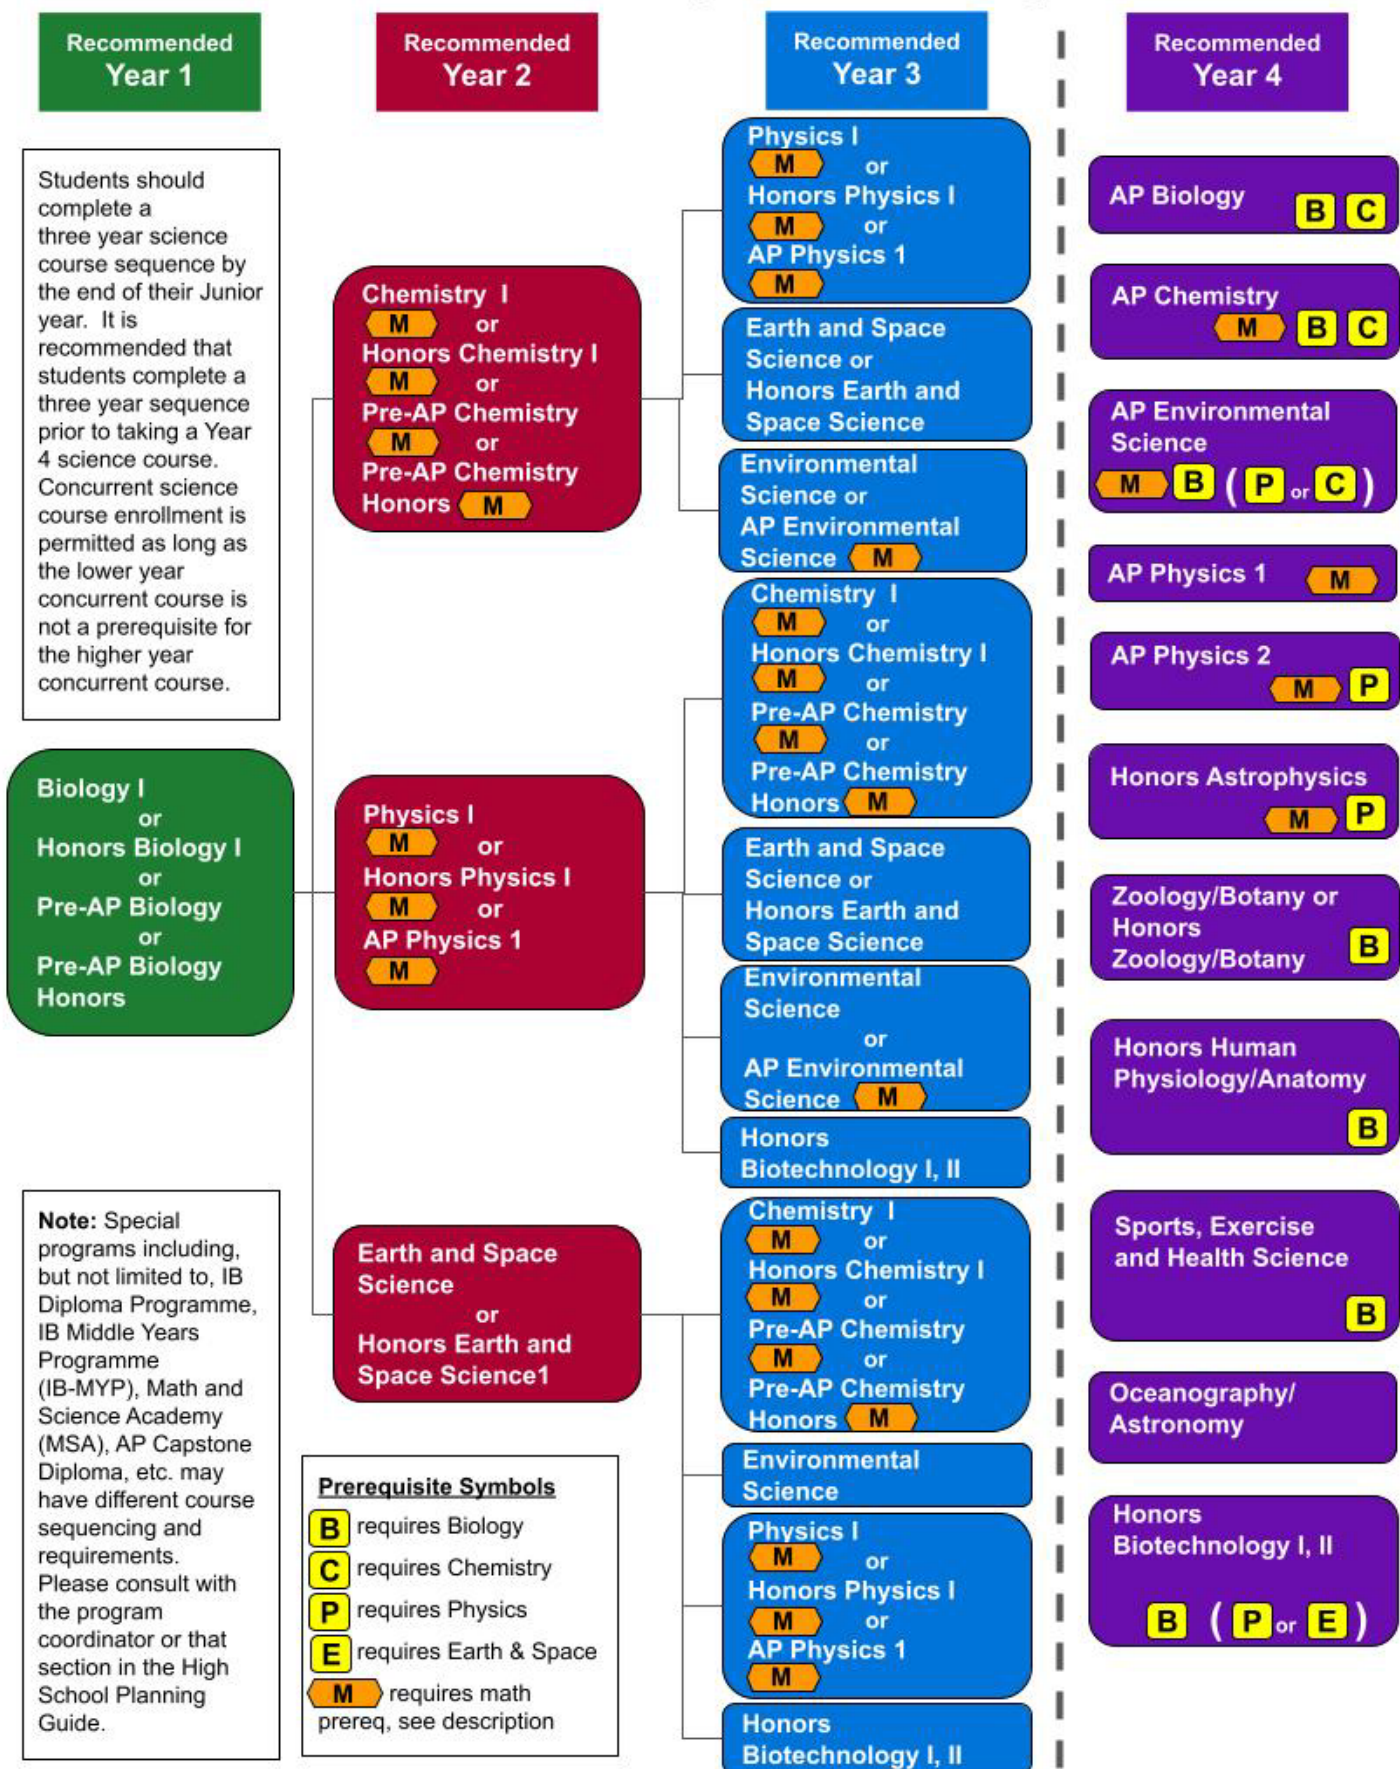 Recommended
Year 1
Students should
complete a
three year science
course sequence by
the end of their Junior
year. It is
recommended that
students complete a
three year sequence
prior to taking a Year
4 science course.
Concurrent science
course enrollment is
permitted as long as
the lower year
concurrent course is
not a prerequisite for
the higher year
concurrent course.
Biology I
or
Honors Biology I
or
Pre-AP Biology
or
Pre-AP Biology
Honors
Note: Special
programs including,
but not limited to, IB
Diploma Programme,
IB Middle Years
Programme
(IB-MYP), Math and
Science Academy
(MSA), AP Capstone
Diploma, etc. may
have different course
sequencing and
requirements.
Please consult with
the program
coordinator or that
section in the High
School Planning
Guide.
Recommended
Year 2
Chemistry I
M or
Honors Chemistry I
M or
Pre-AP Chemistry
M or
Pre-AP Chemistry
Honors M
Physics I
M or
Honors Physics I
M or
AP Physics 1
M
Earth and Space
Science
or
Honors Earth and
Space Science1
Prerequisite Symbols
B requires Biology
C requires Chemistry
P requires Physics
E requires Earth & Space
M requires math
prereq, see description
Recommended
Year 3
Physics I
M or
Honors Physics I
M or
AP Physics 1
M
Earth and Space
Science or
Honors Earth and
Space Science
Environmental
Science or
AP Environmental
Science M
Chemistry I
M or
Honors Chemistry I
M or
Pre-AP Chemistry
M or
Pre-AP Chemistry
Honors M
Earth and Space
Science or
Honors Earth and
Space Science
Environmental
Science
or
AP Environmental
Science M
Honors
Biotechnology I, II
Chemistry I
M or
Honors Chemistry I
M or
Pre-AP Chemistry
M or
Pre-AP Chemistry
Honors M
Environmental
Science
Physics I
M or
Honors Physics I
M or
AP Physics 1
M
Honors
Biotechnology I, II
Recommended
Year 4
AP Biology
B C
AP Chemistry
M B C
AP Environmental
Science
M B ( P or C )
AP Physics 1 M
AP Physics 2
M P
Honors Astrophysics
M P
Zoology/Botany or
Honors
Zoology/Botany B
Honors Human
Physiology/Anatomy
B
Sports, Exercise
and Health Science
B
Oceanography/
Astronomy
Honors
Biotechnology I, II
B ( P or E )